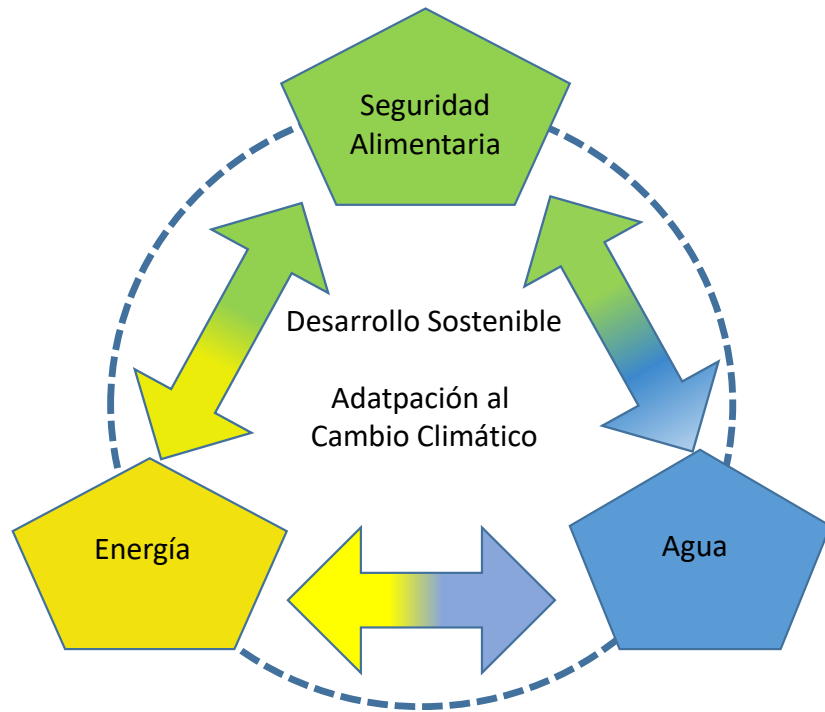 Seguridad
Alimentaria
Desarrollo Sostenible
Adatpación al
Cambio Climático
Energía
Agua